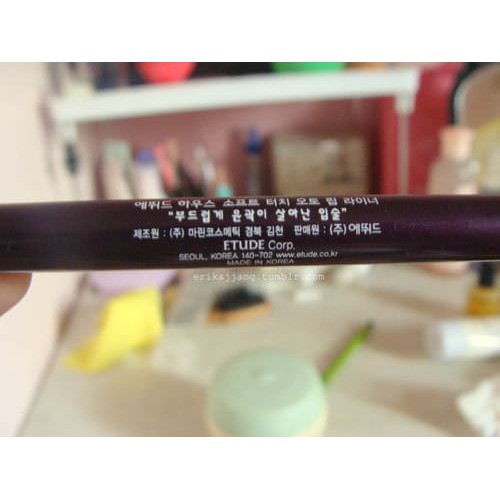 에뛰드 하우스 소프트 터치 오토 립 라이너
"부드럽게 윤곽이 살아난 입술"
제조원 : (주) 마린코스메틱 경북 김천 판매원 : (주)에뛰드
ETUDE Corp.
SEOUL, KOREA 140-702 www.etude.co.kr
MADE IN KOREA
erikajjang.tumblr.com